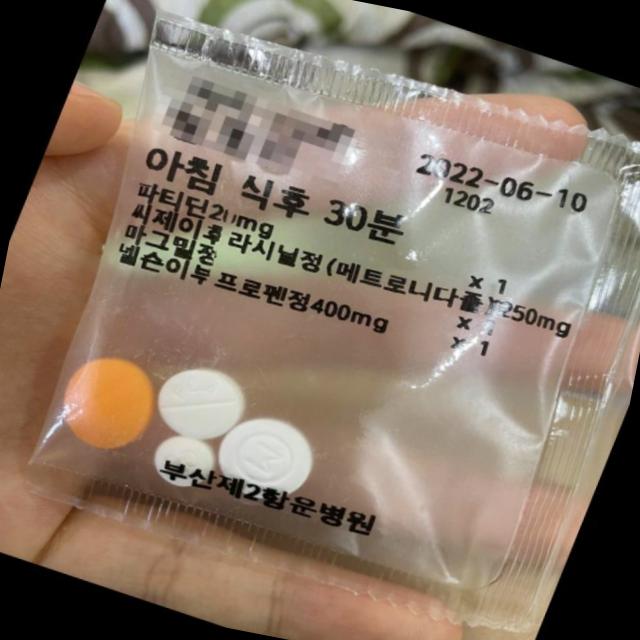 2022-06-10
1202
아침 식후 30분
파티딘20mg x 1
씨제이후라시닐정(메트로니다졸)250mg
마그밀정 x 1
넬슨이부프로펜정400mg x 1
부산제2항운병원